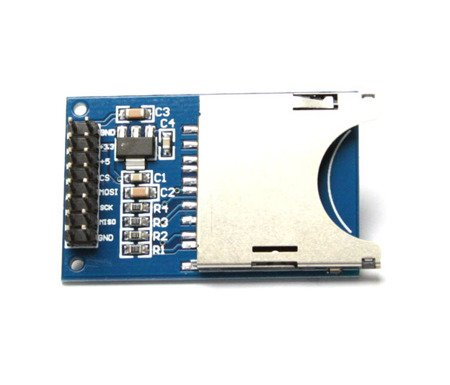 GND
+3.3
+5
CS
MOSI
SCK
MISO
GND
C3
C4
C1
C2
R4
R3
R2
R1